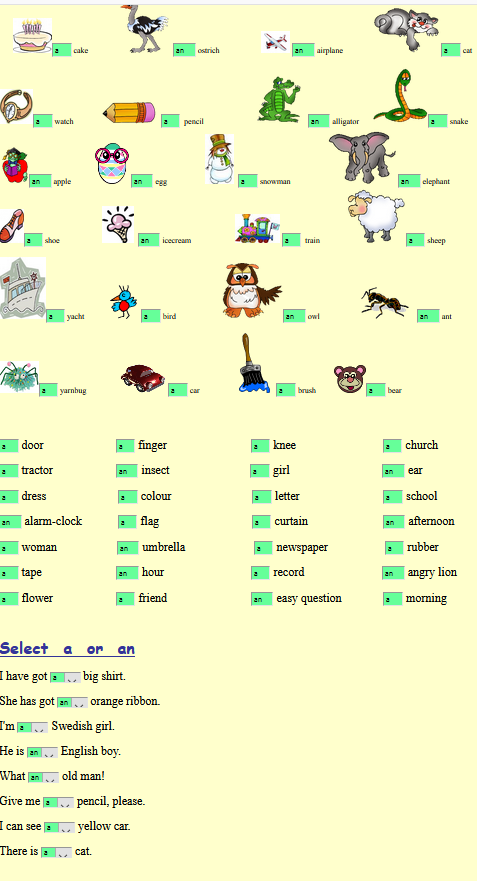 a cake an ostrich an airplane a cat
a watch a pencil an alligator a snake
an apple an egg a snowman an elephant
a shoe an icecream a train a sheep
a yacht a bird an owl an ant
a yarnbug a car a brush a bear
a door a finger a knee a church
a tractor an insect a girl an ear
a dress a colour a letter a school
an alarm-clock a flag a curtain an afternoon
a woman an umbrella a newspaper a rubber
a tape an hour a record an angry lion
a flower a friend an easy question a morning
Select a or an
I have got a big shirt.
She has got an orange ribbon.
I'm a Swedish girl.
He is an English boy.
What an old man!
Give me a pencil, please.
I can see a yellow car.
There is a cat.